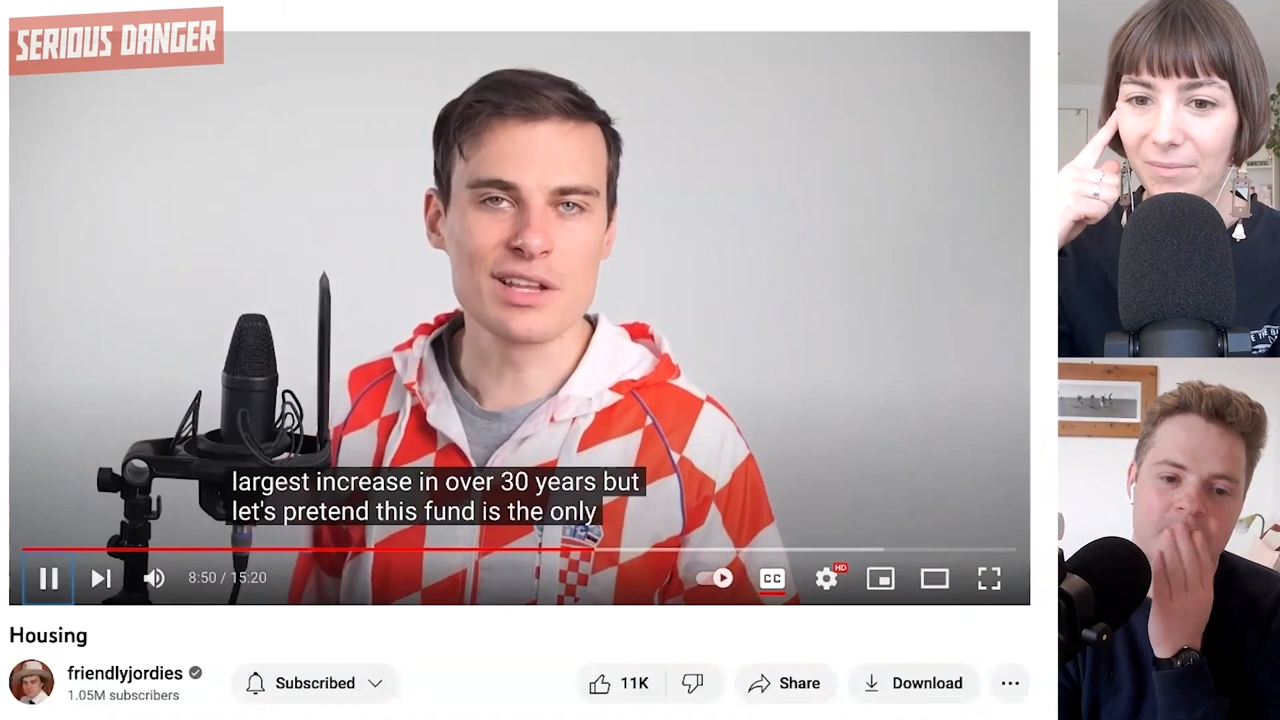 SERIOUS DANGER
largest increase in over 30 years but
let's pretend this fund is the only
8:50 / 15:20
CC
HD
Housing
friendlyjordies
1.05M subscribers
Subscribed
11K
Share
Download